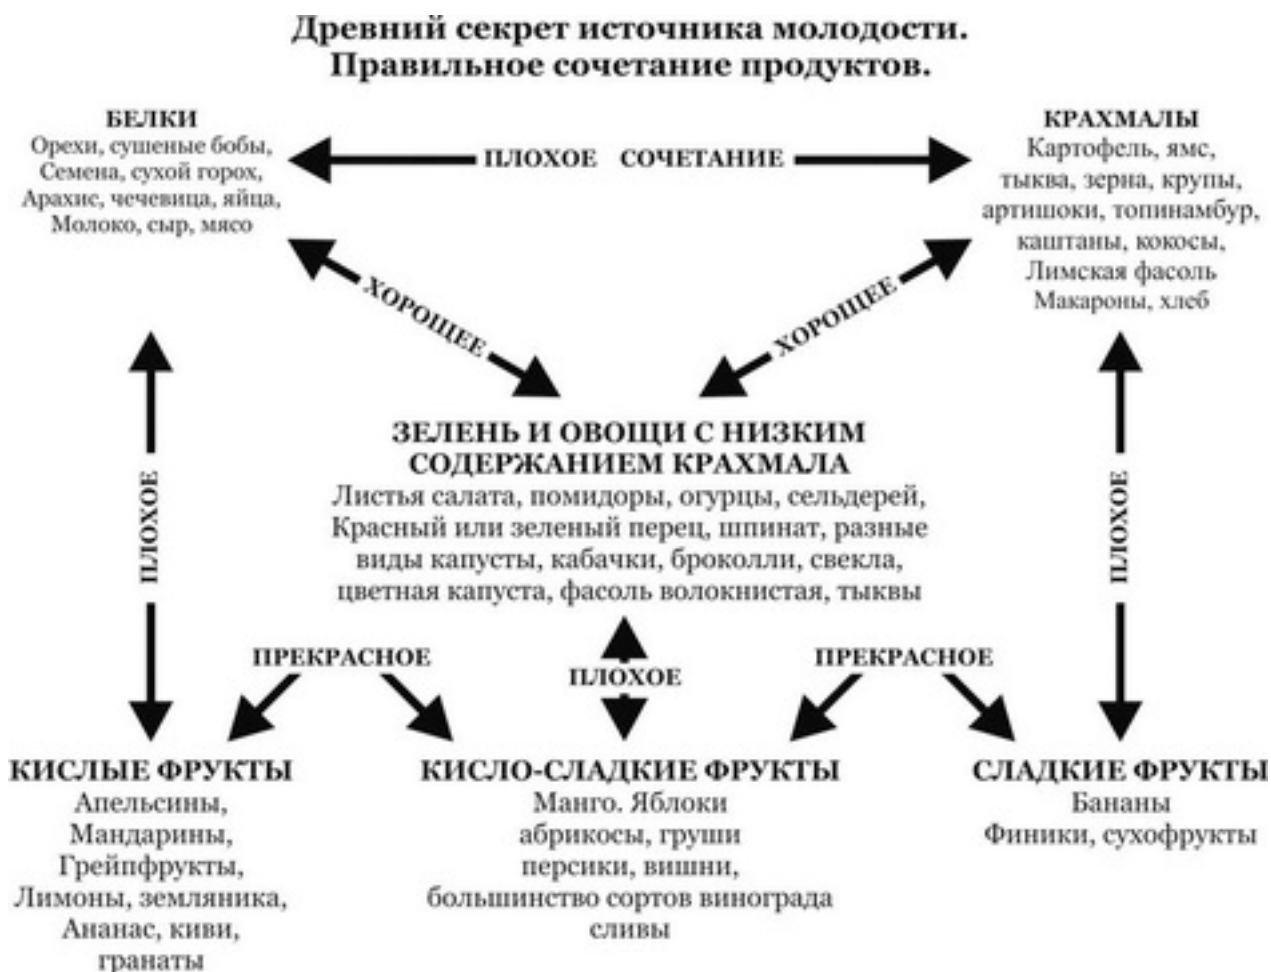 Древний секрет источника молодости.
Правильное сочетание продуктов.
БЕЛКИ
Орехи, сушеные бобы,
Семена, сухой горох,
Арахис, чечевица, яйца,
Молоко, сыр, мясо
ПЛОХОЕ СОЧЕТАНИЕ
КРАХМАЛЫ
Картофель, ямс,
тыква, зерна, крупы,
артишоки, топинамбур,
каштаны, кокосы,
Лимская фасоль
Макароны, хлеб
ХОРОЩЕЕ
ХОРОЩЕЕ
ПЛОХОЕ
ЗЕЛЕНЬ И ОВОЩИ С НИЗКИМ
СОДЕРЖАНИЕМ КРАХМАЛА
Листья салата, помидоры, огурцы, сельдерей,
Красный или зеленый перец, шпинат, разные
виды капусты, кабачки, броколли, свекла,
цветная капуста, фасоль волокнистая, тыквы
ПЛОХОЕ
ПРЕКРАСНОЕ
ПЛОХОЕ
ПРЕКРАСНОЕ
КИСЛЫЕ ФРУКТЫ
Апельсины,
Мандарины,
Грейпфрукты,
Лимоны, земляника,
Ананас, киви,
гранаты
КИСЛО-СЛАДКИЕ ФРУКТЫ
Манго. Яблоки
абрикосы, груши
персики, вишни,
большинство сортов винограда
сливы
СЛАДКИЕ ФРУКТЫ
Бананы
Финики, сухофрукты